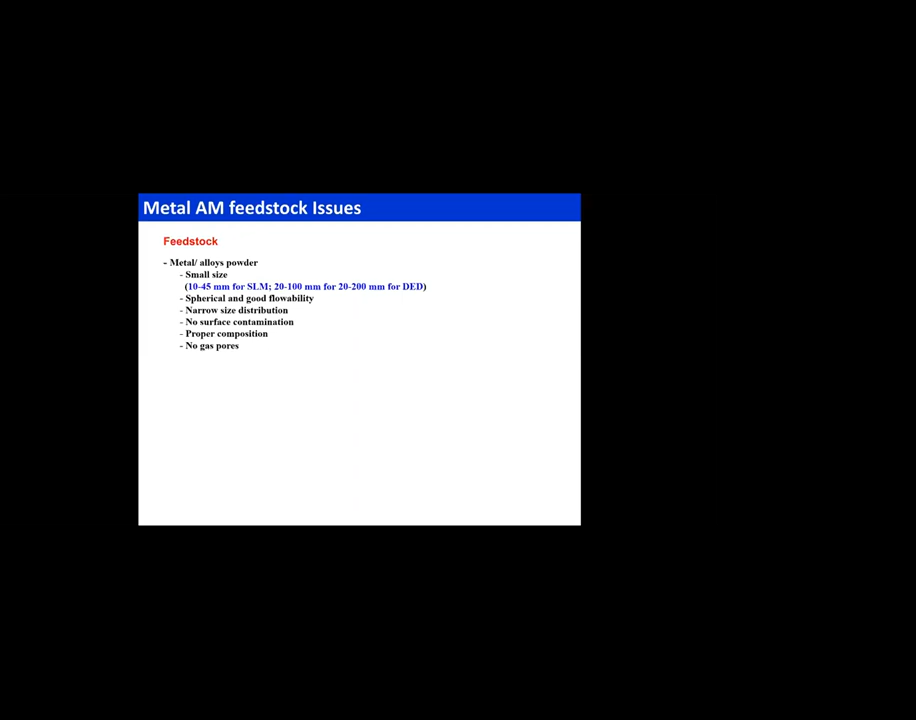 Metal AM feedstock Issues
Feedstock
- Metal/ alloys powder
- Small size
(10-45 mm for SLM; 20-100 mm for 20-200 mm for DED)
- Spherical and good flowability
- Narrow size distribution
- No surface contamination
- Proper composition
- No gas pores